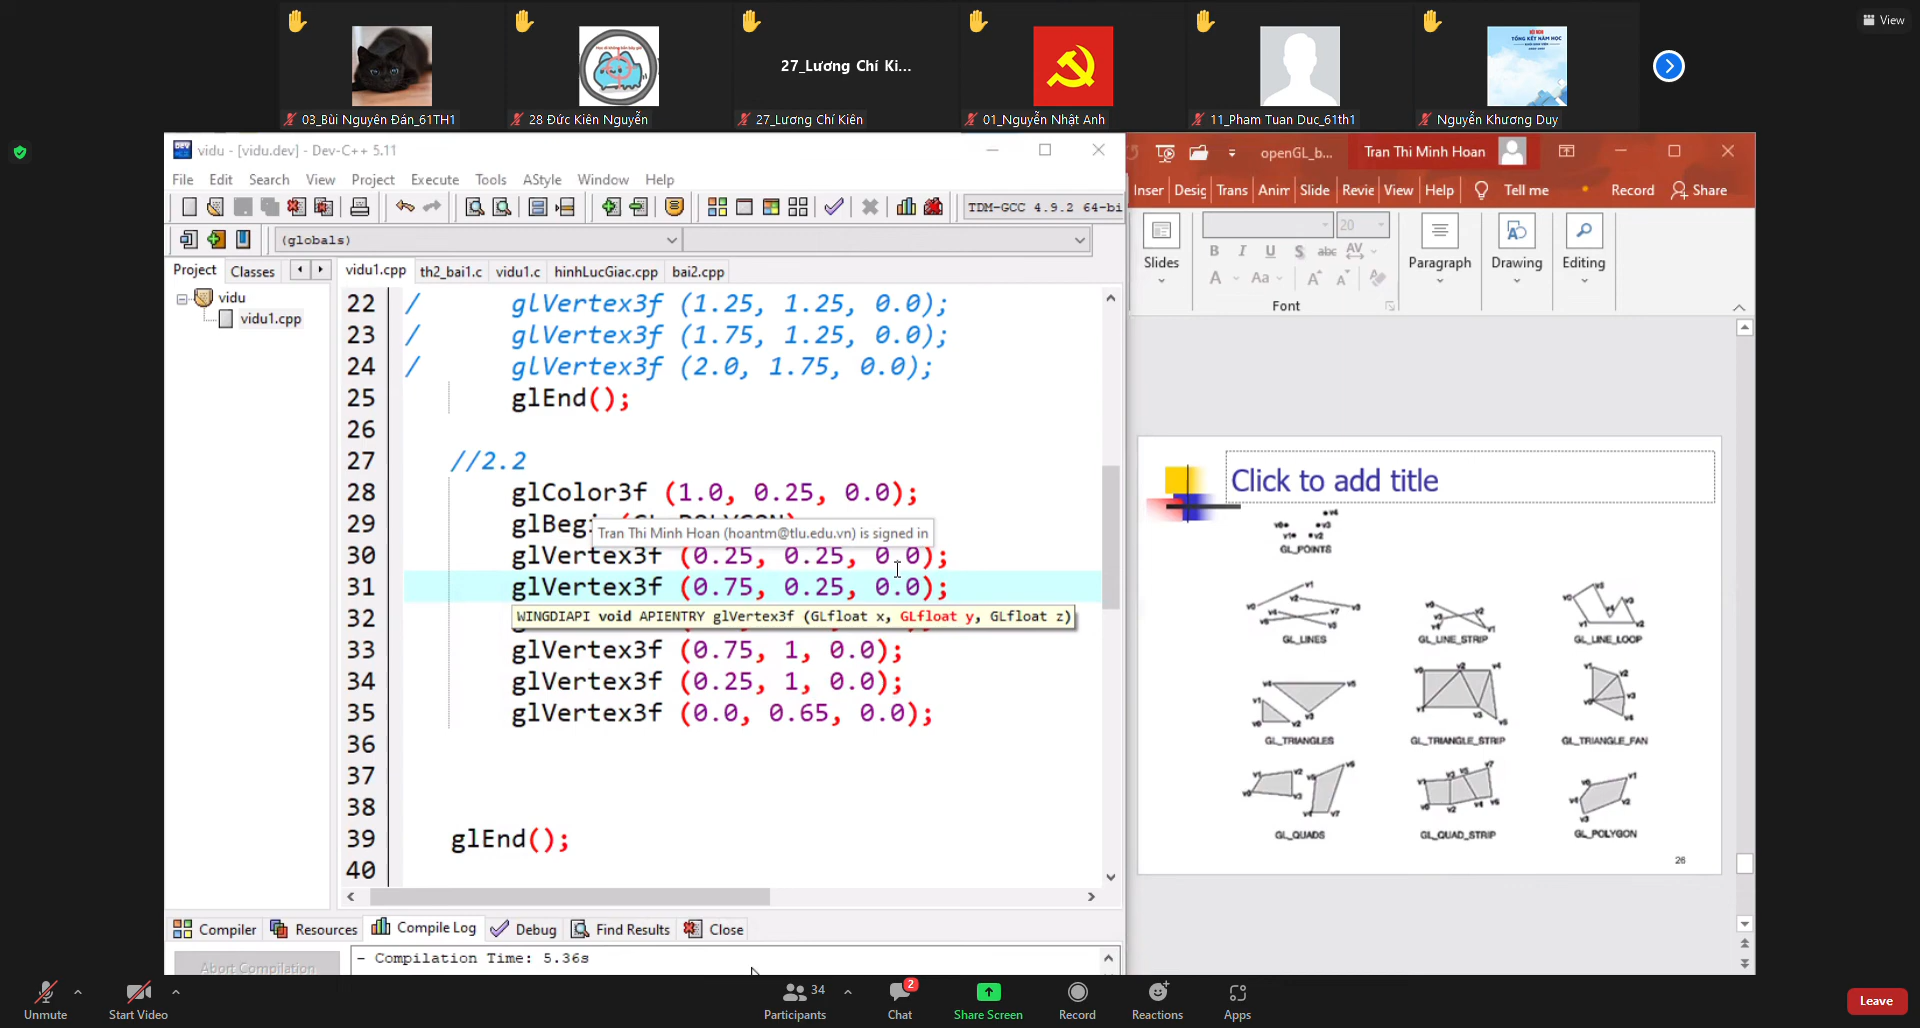 View
03_Bùi Nguyên Đán_61TH1
28 Đức Kiên Nguyễn
27_Lương Chí Ki...
27_Lương Chí Kiên
01_Nguyễn Nhật Anh
11_Pham Tuan Duc_61th1
TỔNG KẾT NĂM HỌC
Nguyễn Khương Duy
vidu - [vidu.dev] - Dev-C++ 5.11
File Edit Search View Project Execute Tools AStyle Window Help
TDM-GCC 4.9.2 64-bi
(globals)
Project Classes
vidu
vidu1.cpp
vidu1.cpp th2_bai1.c vidu1.c hinhLucGiac.cpp bai2.cpp
22 / glVertex3f (1.25, 1.25, 0.0);
23 / glVertex3f (1.75, 1.25, 0.0);
24 / glVertex3f (2.0, 1.75, 0.0);
25 glEnd();
26
27 //2.2
28 glColor3f (1.0, 0.25, 0.0);
29 glBegi
Tran Thi Minh Hoan (hoantm@tlu.edu.vn) is signed in
30 glVertex3f (0.25, 0.25, 0.0);
31 glVertex3f (0.75, 0.25, 0.0);
32
WINGDIAPI void APIENTRY glVertex3f (GLfloat x, GLfloat y, GLfloat z)
33 glVertex3f (0.75, 1, 0.0);
34 glVertex3f (0.25, 1, 0.0);
35 glVertex3f (0.0, 0.65, 0.0);
36
37
38
39 glEnd();
40
Compiler Resources Compile Log Debug Find Results Close
Abort Compilation
- Compilation Time: 5.36s
openGL_b... Tran Thi Minh Hoan
Inser Desig Trans Anim Slide Revie View Help Tell me Record Share
Slides
20
B I U S abc AV
A Aa A A
Font
Paragraph
Drawing
Editing
Click to add title
GL_POINTS
GL_LINES
GL_LINE_STRIP
GL_LINE_LOOP
GL_TRIANGLES
GL_TRIANGLE_STRIP
GL_TRIANGLE_FAN
GL_QUADS
GL_QUAD_STRIP
GL_POLYGON
26
Unmute
Start Video
34
Participants
2
Chat
Share Screen
Record
Reactions
Apps
Leave